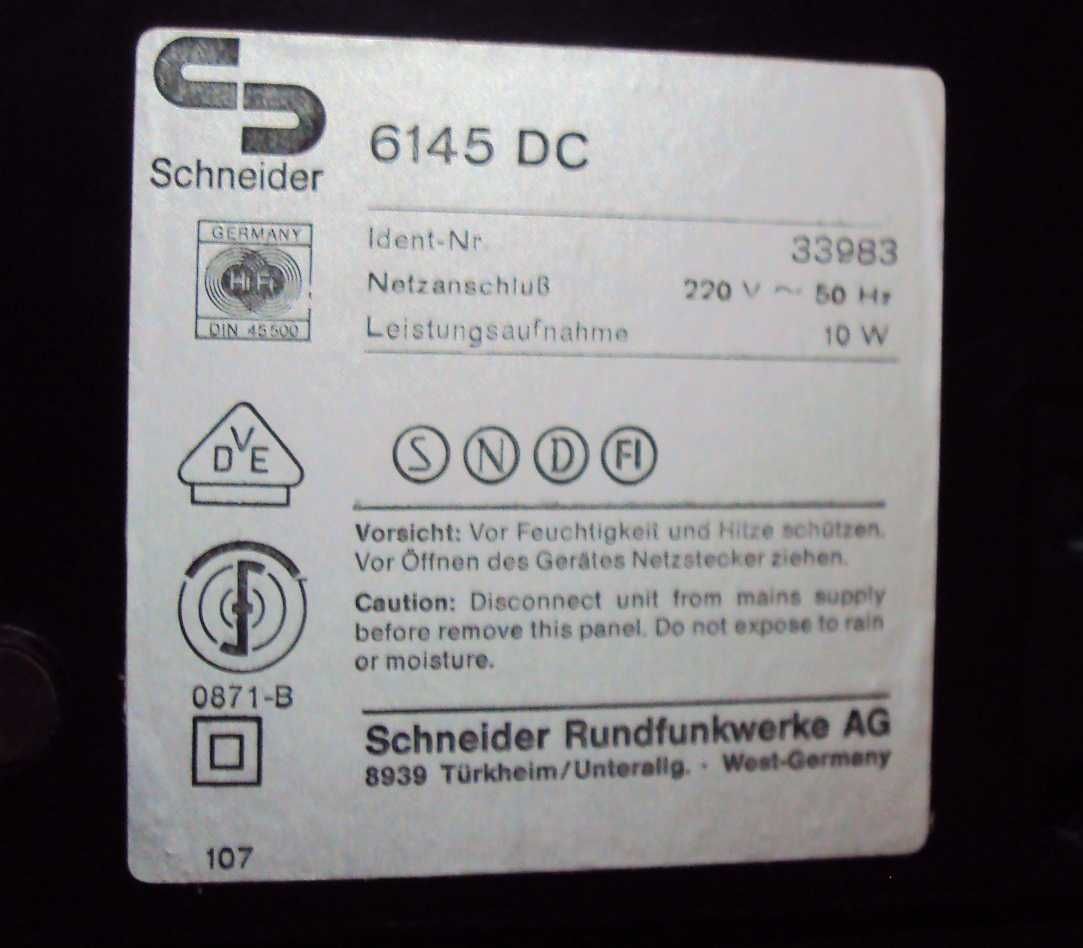 Schneider
6145 DC
GERMANY
Hi Fi
DIN 45500
Ident-Nr. 33983
Netzanschluß 220 V ~ 50 Hz
Leistungsaufnahme 10 W
DVE
S N D FI
Vorsicht: Vor Feuchtigkeit und Hitze schützen.
Vor Öffnen des Gerätes Netzstecker ziehen.
Caution: Disconnect unit from mains supply
before remove this panel. Do not expose to rain
or moisture.
0871-B
Schneider Rundfunkwerke AG
8939 Türkheim/Unterallg. · West-Germany
107